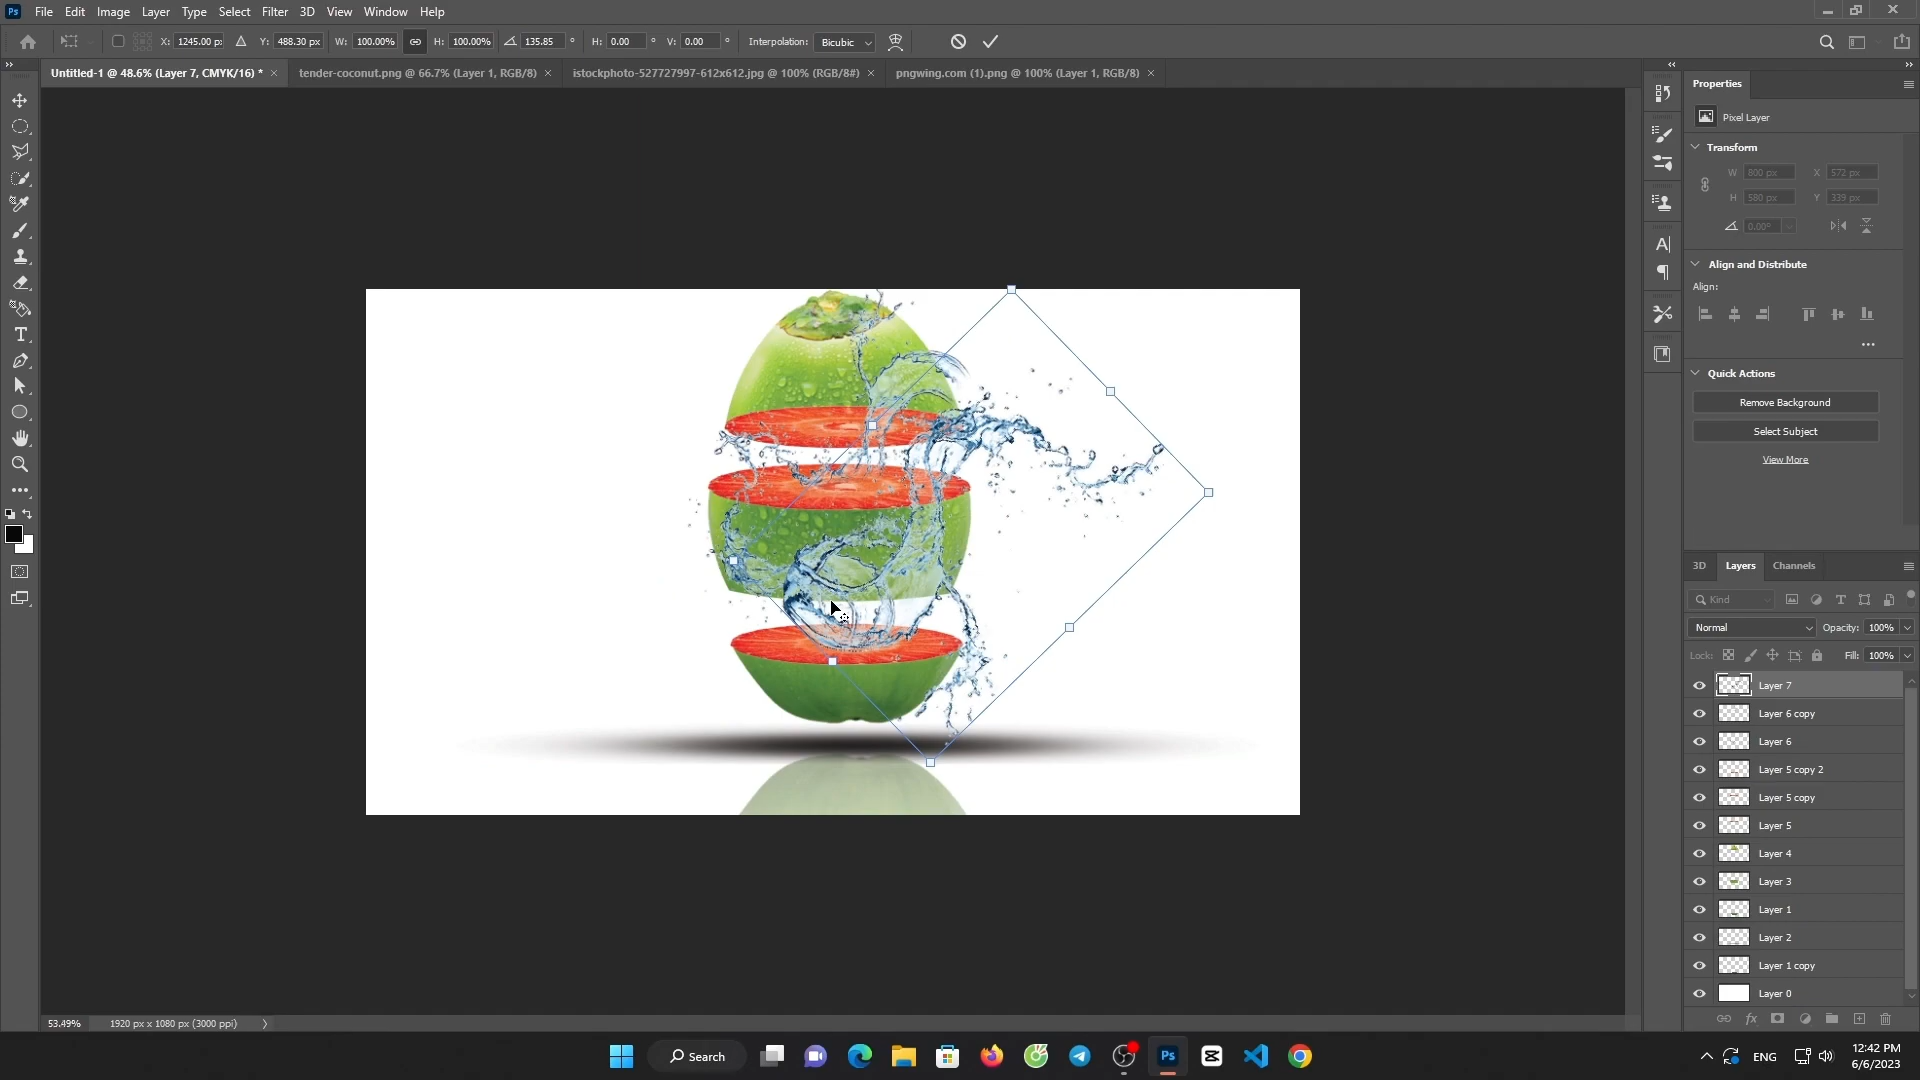 Ps File Edit Image Layer Type Select Filter 3D View Window Help
X: 1245.00 px Y: 488.30 px W: 100.00% H: 100.00% 135.85 ° H: 0.00 ° V: 0.00 ° Interpolation: Bicubic
Untitled-1 @ 48.6% (Layer 7, CMYK/16) * × tender-coconut.png @ 66.7% (Layer 1, RGB/8) × istockphoto-527727997-612x612.jpg @ 100% (RGB/8#) × pngwing.com (1).png @ 100% (Layer 1, RGB/8) ×
Properties
Pixel Layer
Transform
W 800 px X 572 px
H 580 px Y 339 px
0.00°
Align and Distribute
Align:
Quick Actions
Remove Background
Select Subject
View More
3D Layers Channels
Kind
Normal Opacity: 100%
Lock: Fill: 100%
Layer 7
Layer 6 copy
Layer 6
Layer 5 copy 2
Layer 5 copy
Layer 5
Layer 4
Layer 3
Layer 1
Layer 2
Layer 1 copy
Layer 0
53.49% 1920 px x 1080 px (3000 ppi)
Search
Ps
ENG
12:42 PM
6/6/2023